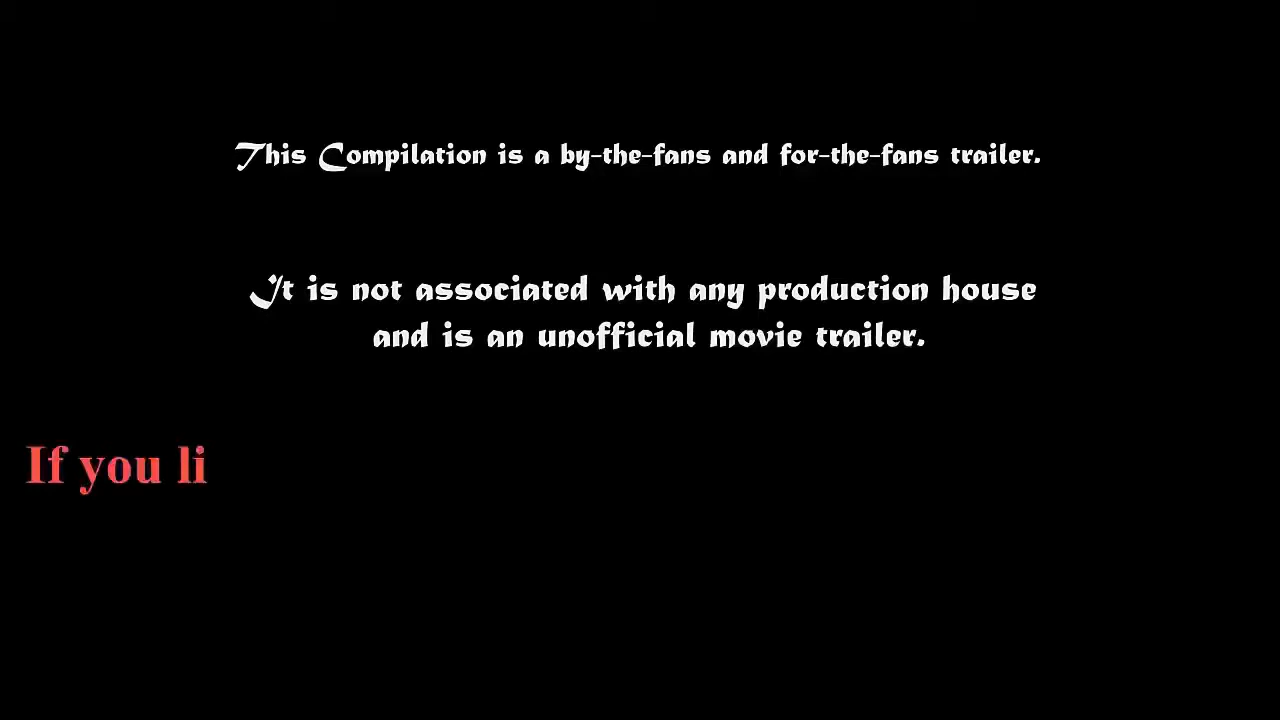 This Compilation is a by-the-fans and for-the-fans trailer.
It is not associated with any production house
and is an unofficial movie trailer.
If you li